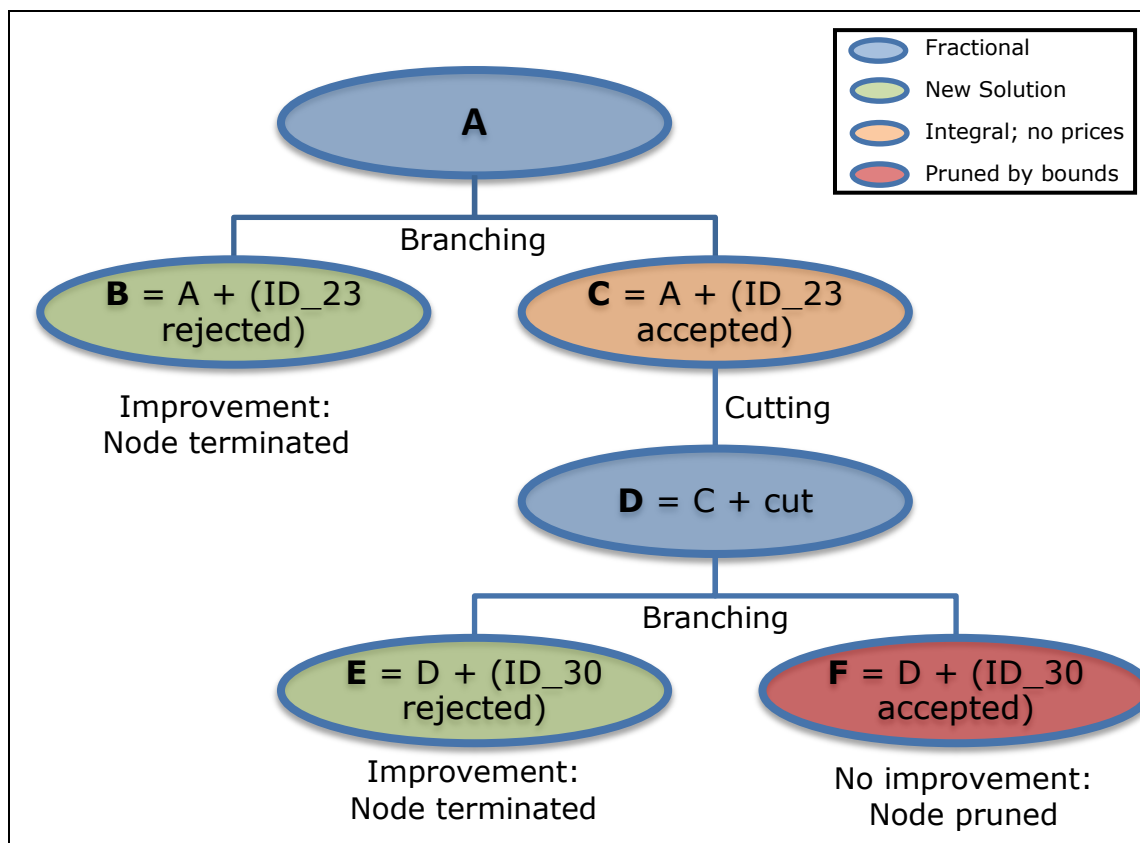 Fractional
New Solution
Integral; no prices
Pruned by bounds
A
Branching
B = A + (ID_23
rejected)
C = A + (ID_23
accepted)
Improvement:
Node terminated
Cutting
D = C + cut
Branching
E = D + (ID_30
rejected)
F = D + (ID_30
accepted)
Improvement:
Node terminated
No improvement:
Node pruned